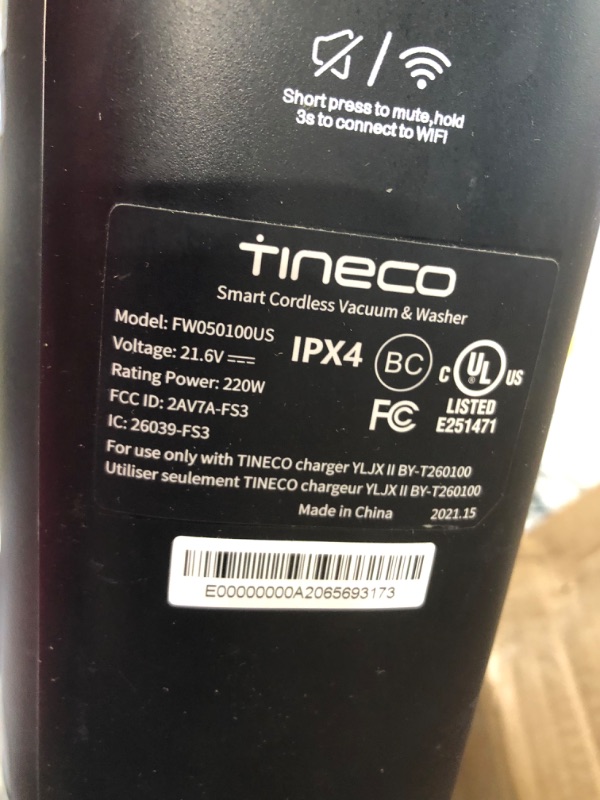 Short press to mute,hold
3s to connect to WIFI
TINECO
Smart Cordless Vacuum & Washer
Model: FW050100US
Voltage: 21.6V
IPX4
BC
Rating Power: 220W
C UL US
FCC ID: 2AV7A-FS3
FC
LISTED
IC: 26039-FS3
E251471
For use only with TINECO charger YLJX II BY-T260100
Utiliser seulement TINECO chargeur YLJX II BY-T260100
Made in China 2021.15
E00000000A2065693173